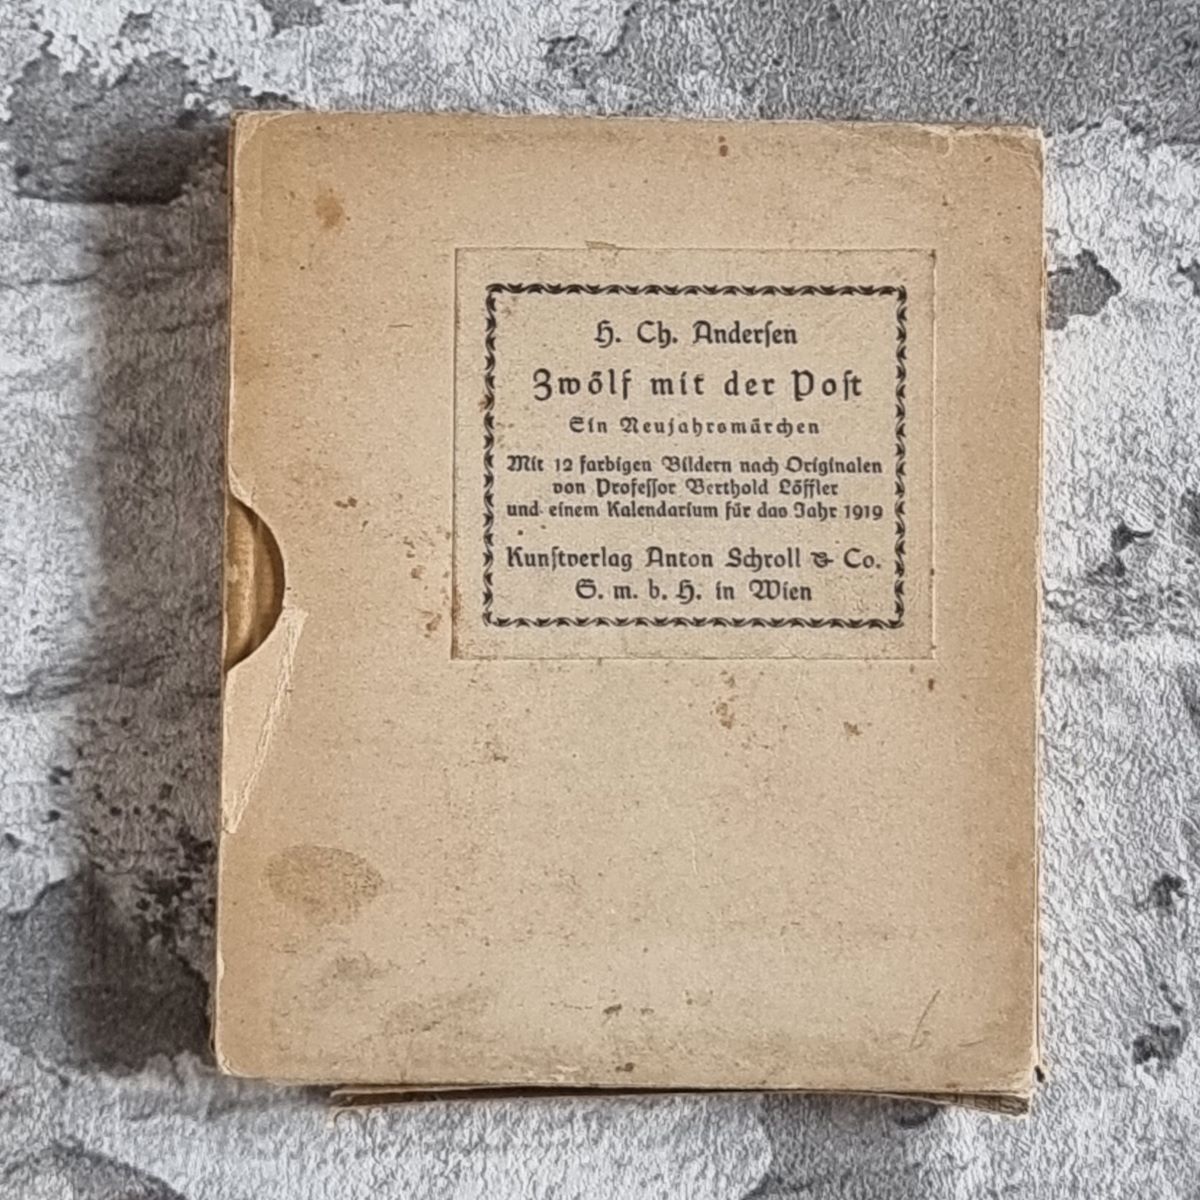 H. Ch. Andersen
Zwölf mit der Post
Ein Neujahrsmärchen
Mit 12 farbigen Bildern nach Originalen
von Professor Berthold Löffler
und einem Kalendarium für das Jahr 1919
Kunstverlag Anton Schroll & Co.
G. m. b. H. in Wien